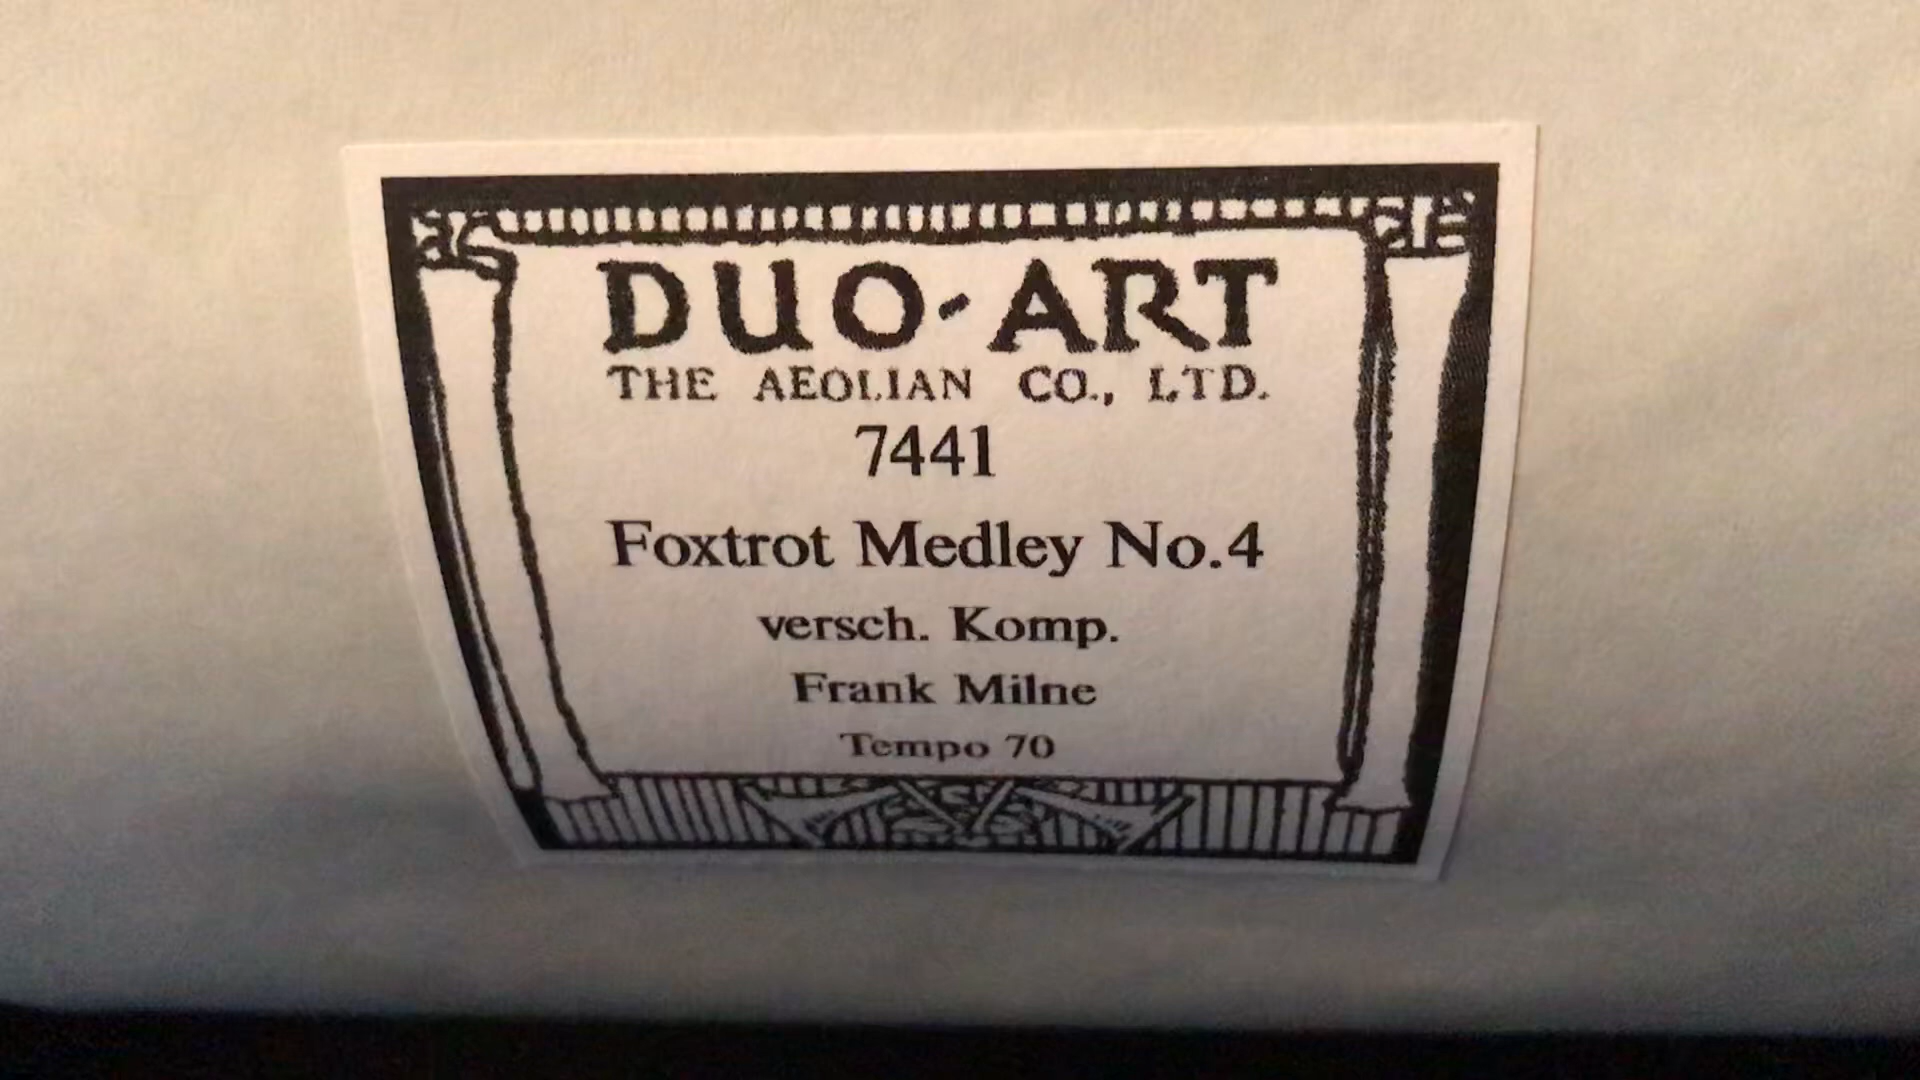 DUO-ART
THE AEOLIAN CO., LTD.
7441
Foxtrot Medley No.4
versch. Komp.
Frank Milne
Tempo 70